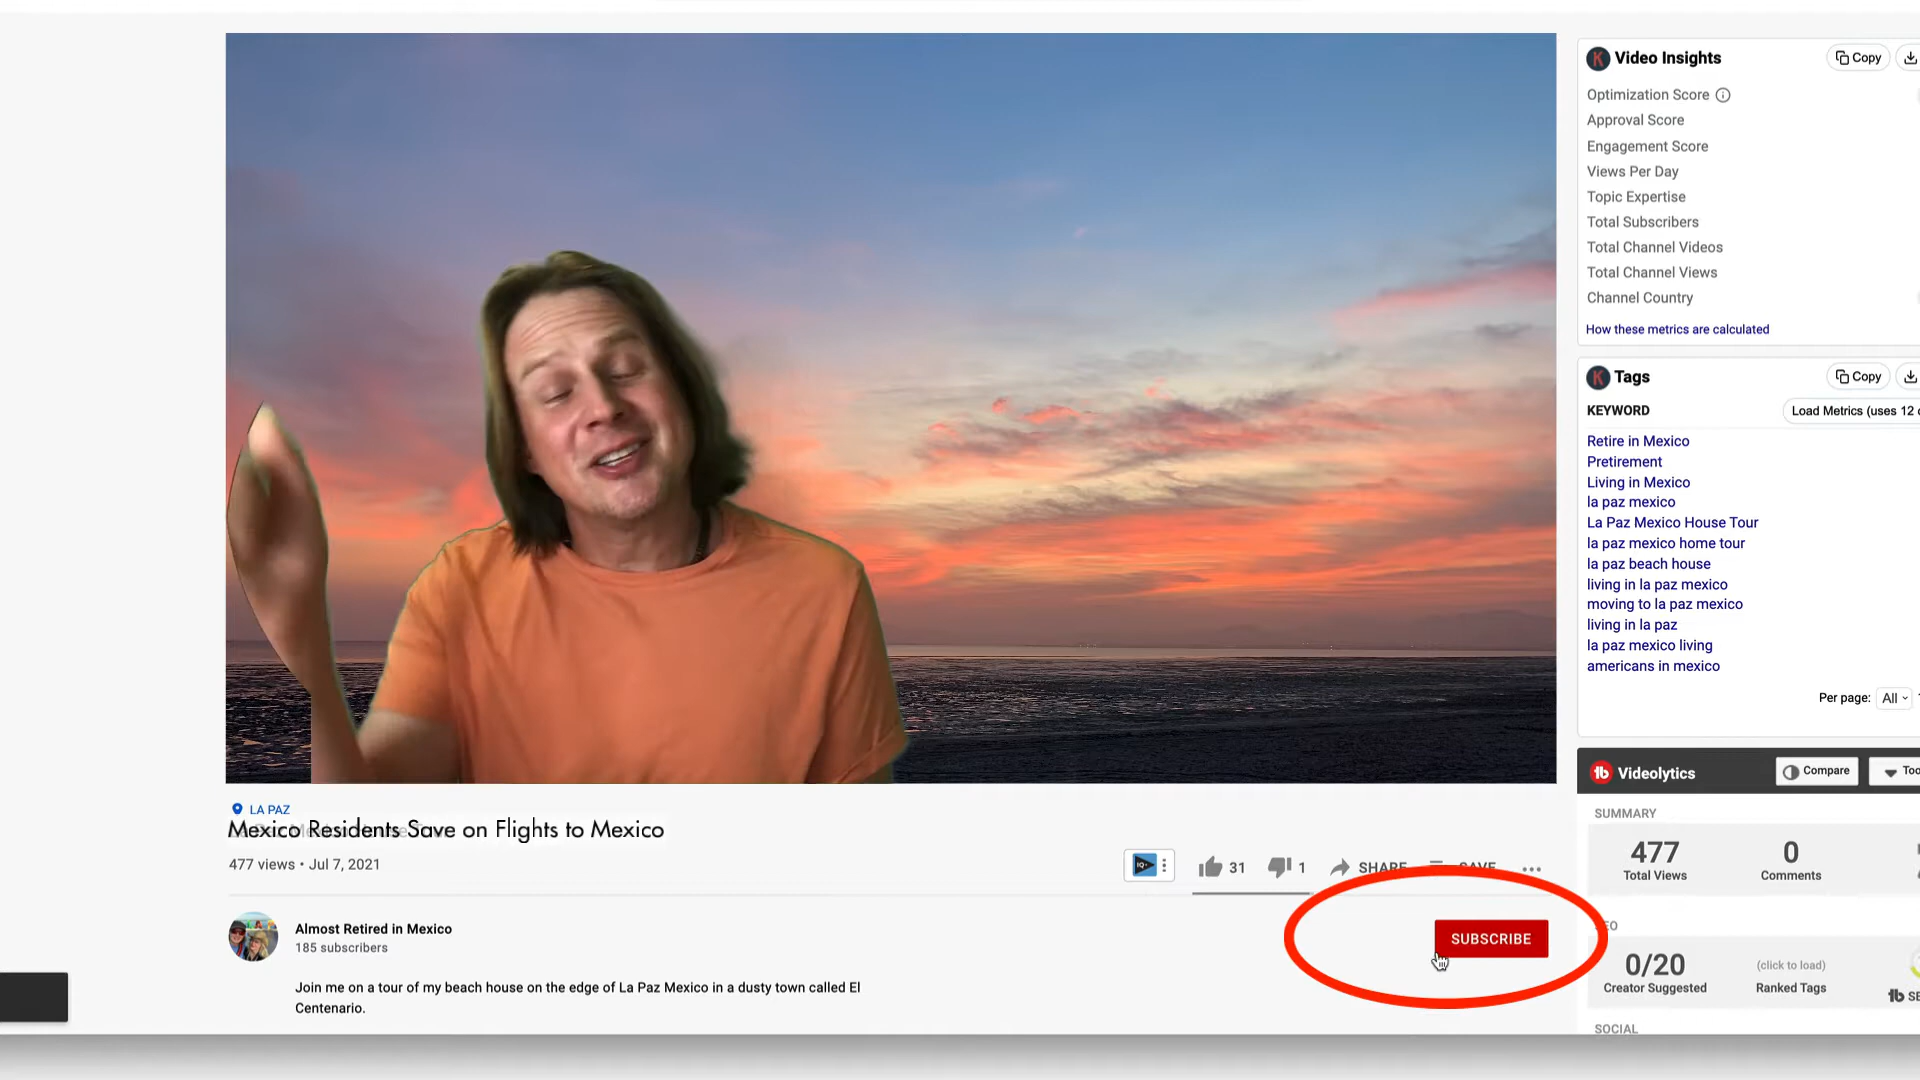 LA PAZ
Mexico Residents Save on Flights to Mexico
477 views • Jul 7, 2021
31
1
SHARE
SAVE
Almost Retired in Mexico
185 subscribers
SUBSCRIBE
Join me on a tour of my beach house on the edge of La Paz Mexico in a dusty town called El
Centenario.
Video Insights
Copy
Optimization Score
Approval Score
Engagement Score
Views Per Day
Topic Expertise
Total Subscribers
Total Channel Videos
Total Channel Views
Channel Country
How these metrics are calculated
Tags
Copy
KEYWORD
Load Metrics (uses 12
Retire in Mexico
Pretirement
Living in Mexico
la paz mexico
La Paz Mexico House Tour
la paz mexico home tour
la paz beach house
living in la paz mexico
moving to la paz mexico
living in la paz
la paz mexico living
americans in mexico
Per page: All
Videolytics
Compare
SUMMARY
477
Total Views
0
Comments
0/20
Creator Suggested
(click to load)
Ranked Tags
SOCIAL